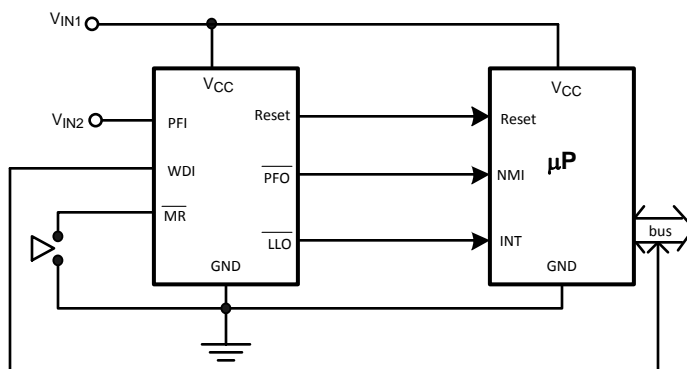 VIN1
VCC
VCC
VIN2
PFI
Reset
Reset
μP
WDI
PFO
NMI
MR
LLO
INT
bus
GND
GND